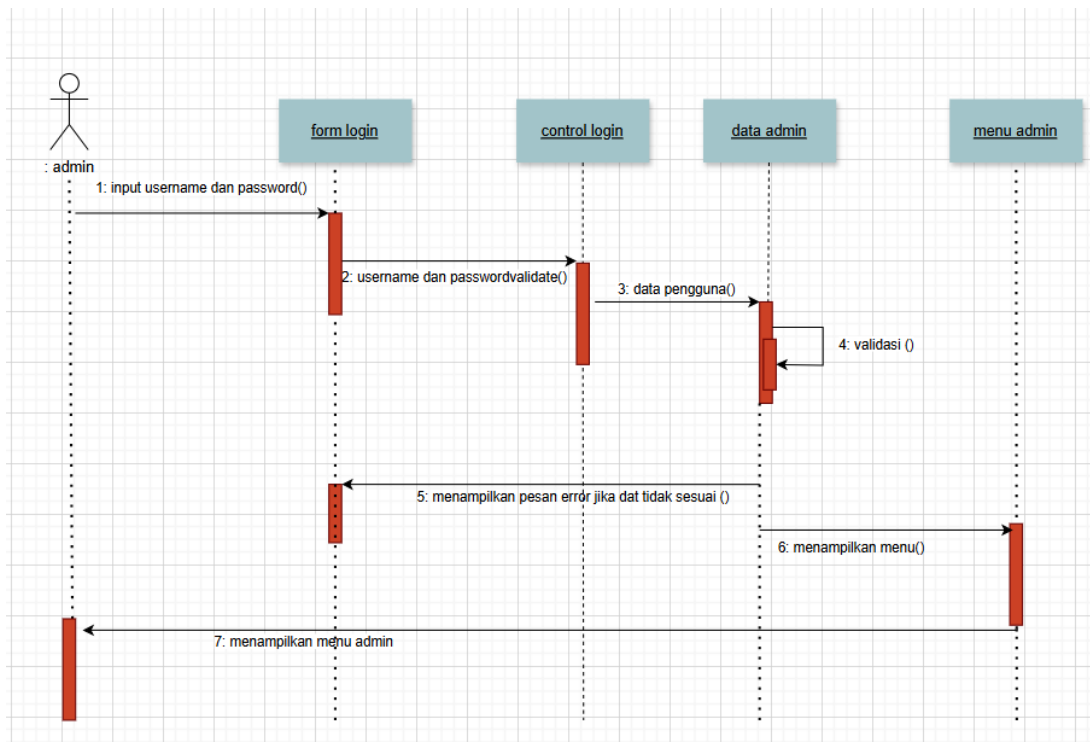 form login
control login
data admin
menu admin
: admin
1: input username dan password()
2: username dan passwordvalidate()
3: data pengguna()
4: validasi ()
5: menampilkan pesan error jika dat tidak sesuai ()
6: menampilkan menu()
7: menampilkan menu admin